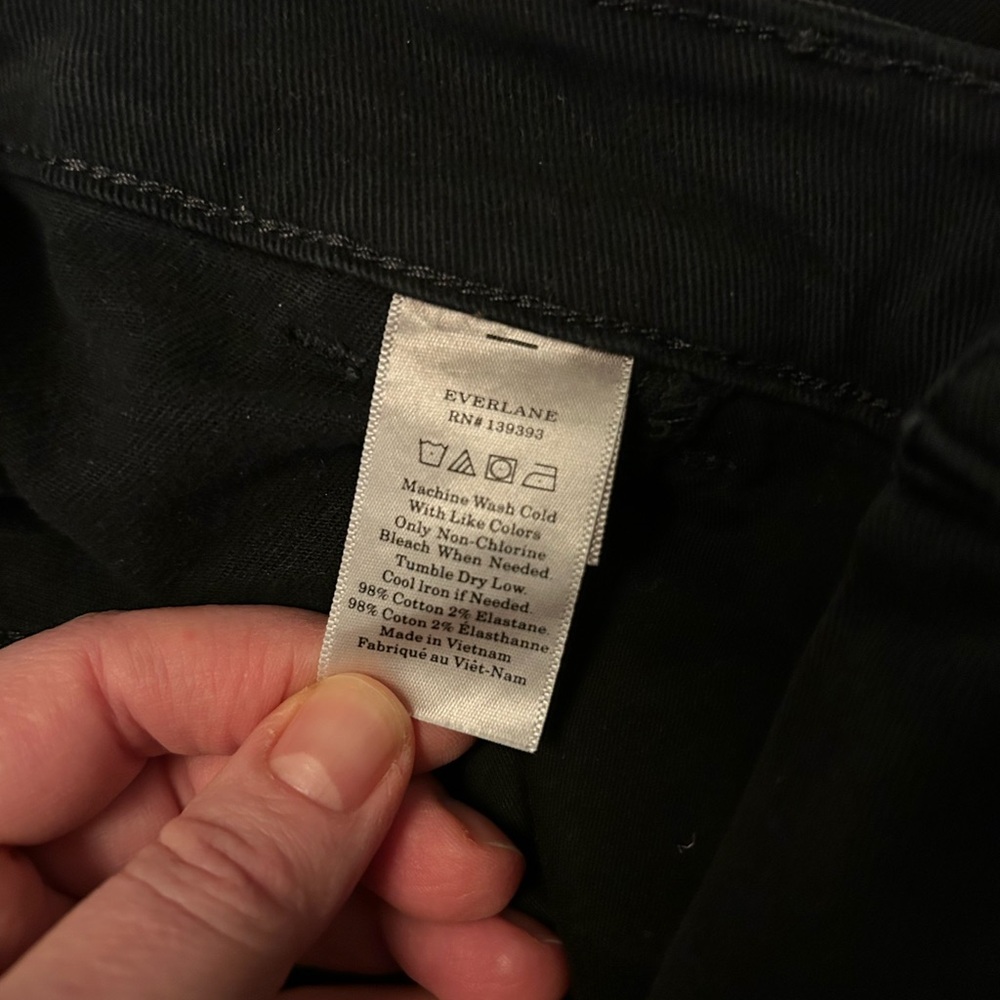 EVERLANE
RN# 139393
Machine Wash Cold
With Like Colors
Only Non-Chlorine
Bleach When Needed.
Tumble Dry Low.
Cool Iron if Needed.
98% Cotton 2% Elastane.
98% Coton 2% Élasthanne
Made in Vietnam
Fabriqué au Viêt-Nam